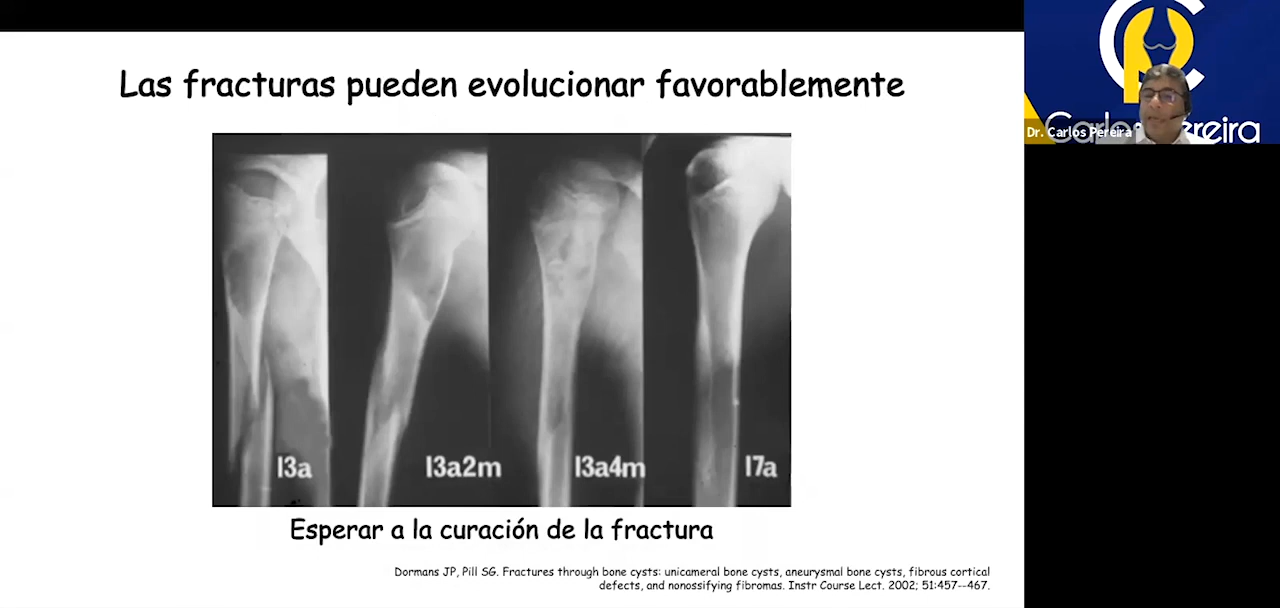 Las fracturas pueden evolucionar favorablemente
13a
13a2m
13a4m
17a
Esperar a la curación de la fractura
Dormans JP, Pill SG. Fractures through bone cysts: unicameral bone cysts, aneurysmal bone cysts, fibrous cortical
defects, and nonossifying fibromas. Instr Course Lect. 2002; 51:457--467.
Dr. Carlos Pereira